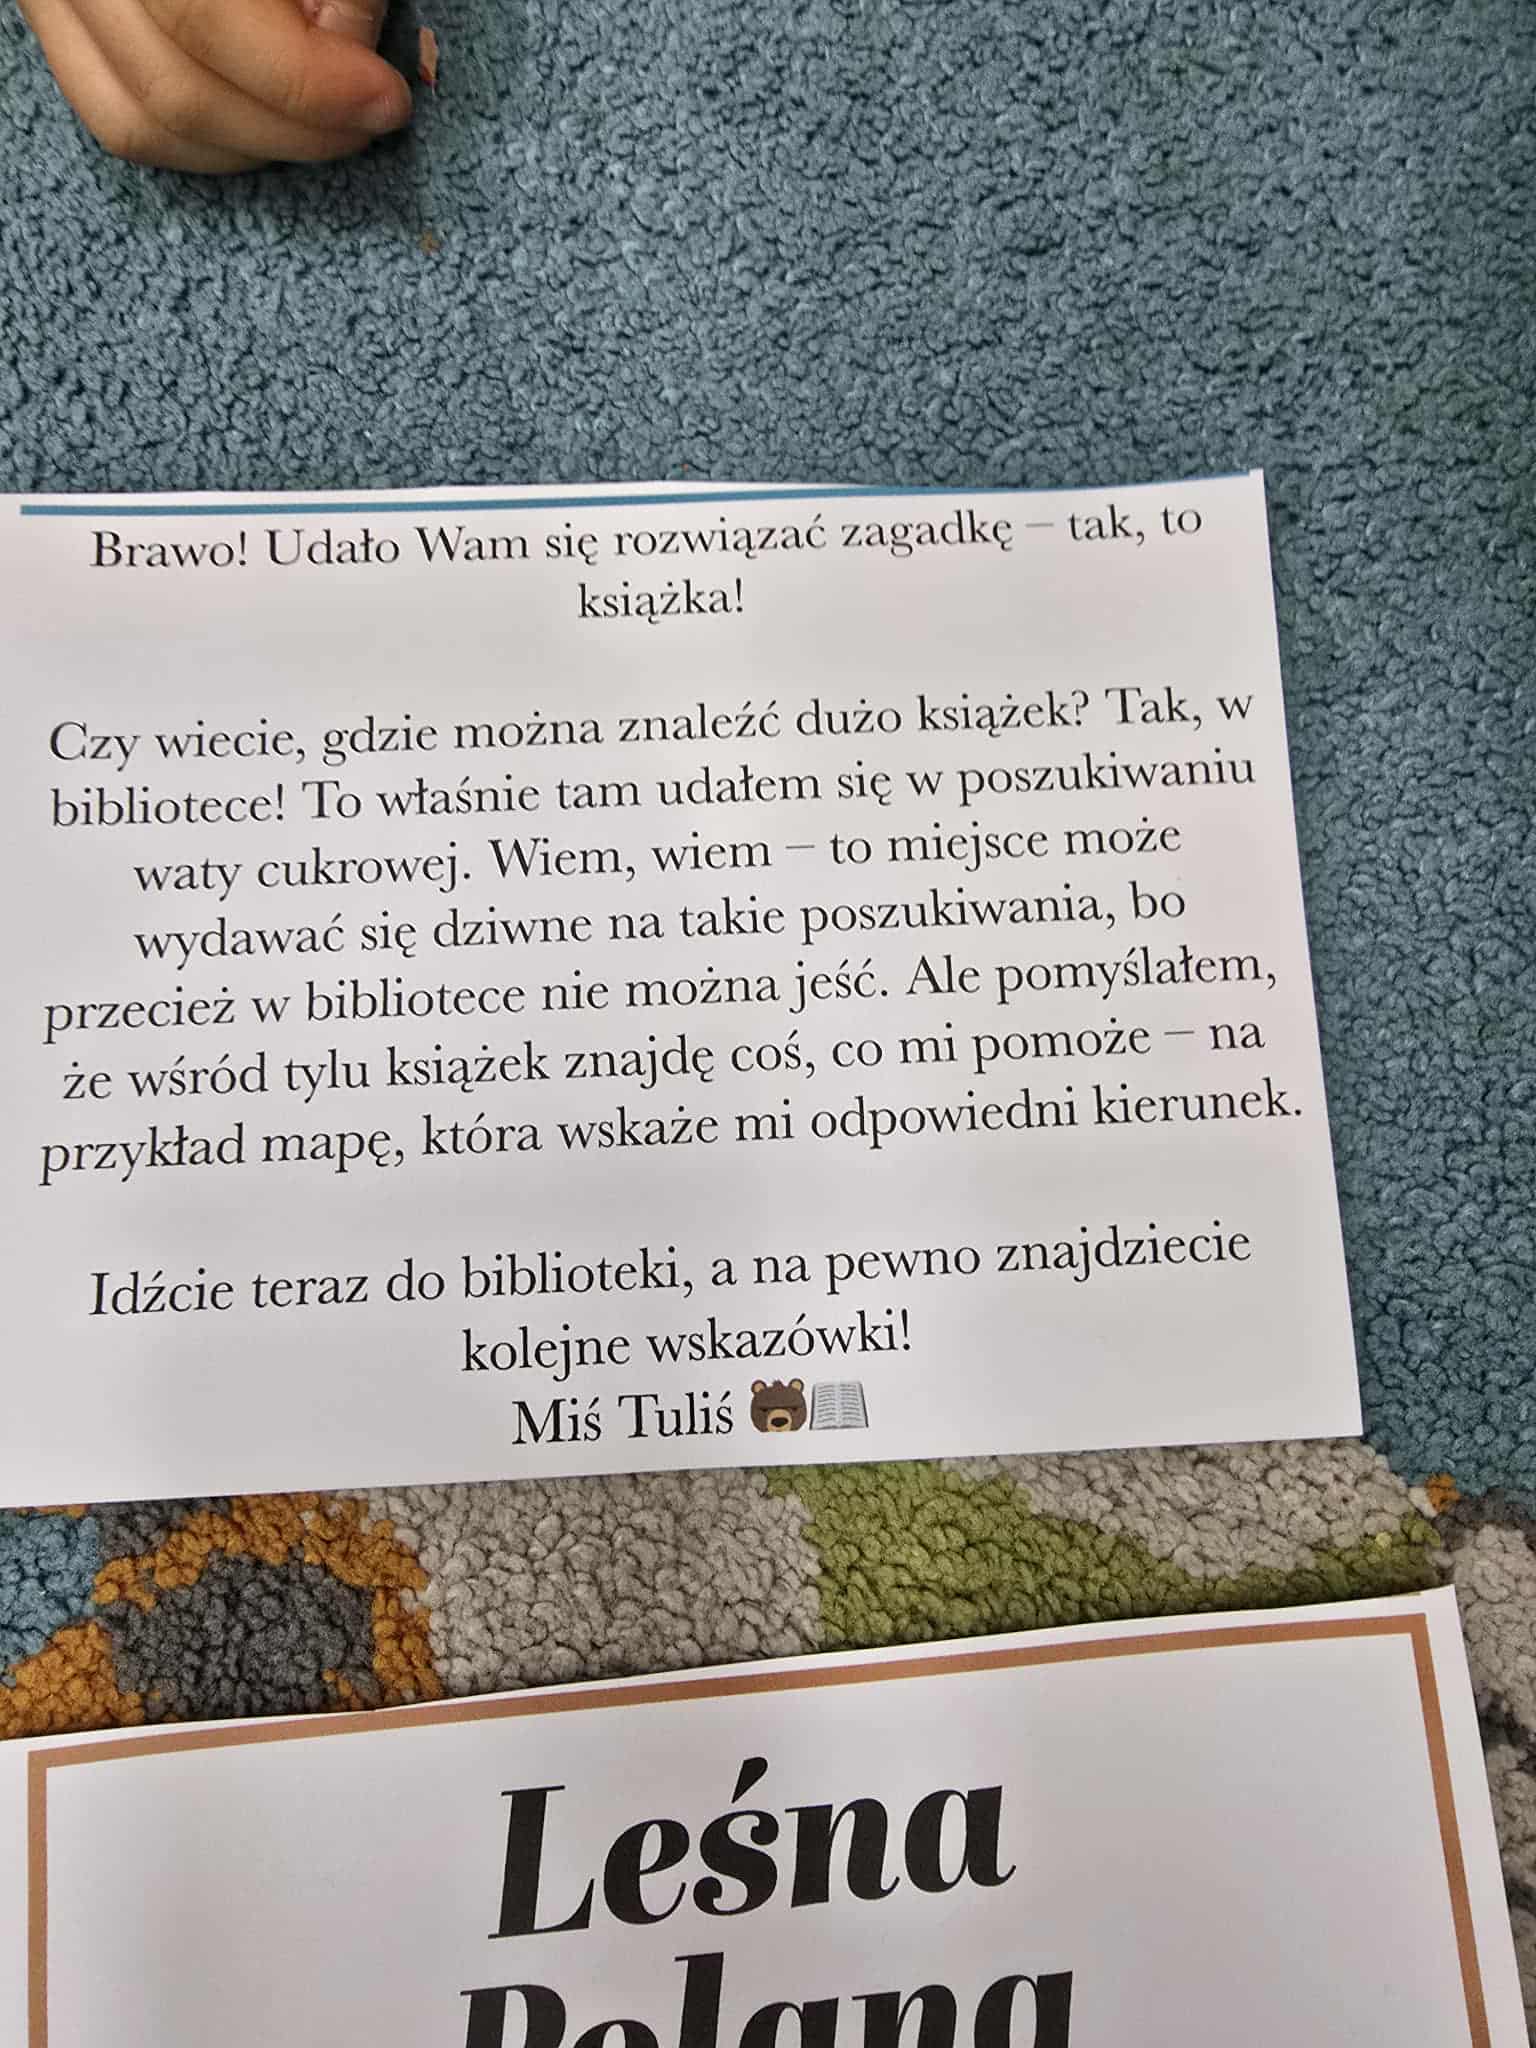 Brawo! Udało Wam się rozwiązać zagadkę – tak, to
książka!
Czy wiecie, gdzie można znaleźć dużo książek? Tak, w
bibliotece! To właśnie tam udałem się w poszukiwaniu
waty cukrowej. Wiem, wiem – to miejsce może
wydawać się dziwne na takie poszukiwania, bo
przecież w bibliotece nie można jeść. Ale pomyślałem,
że wśród tylu książek znajdę coś, co mi pomoże – na
przykład mapę, która wskaże mi odpowiedni kierunek.
Idźcie teraz do biblioteki, a na pewno znajdziecie
kolejne wskazówki!
Miś Tuliś 🐻📖
Leśna
Polana